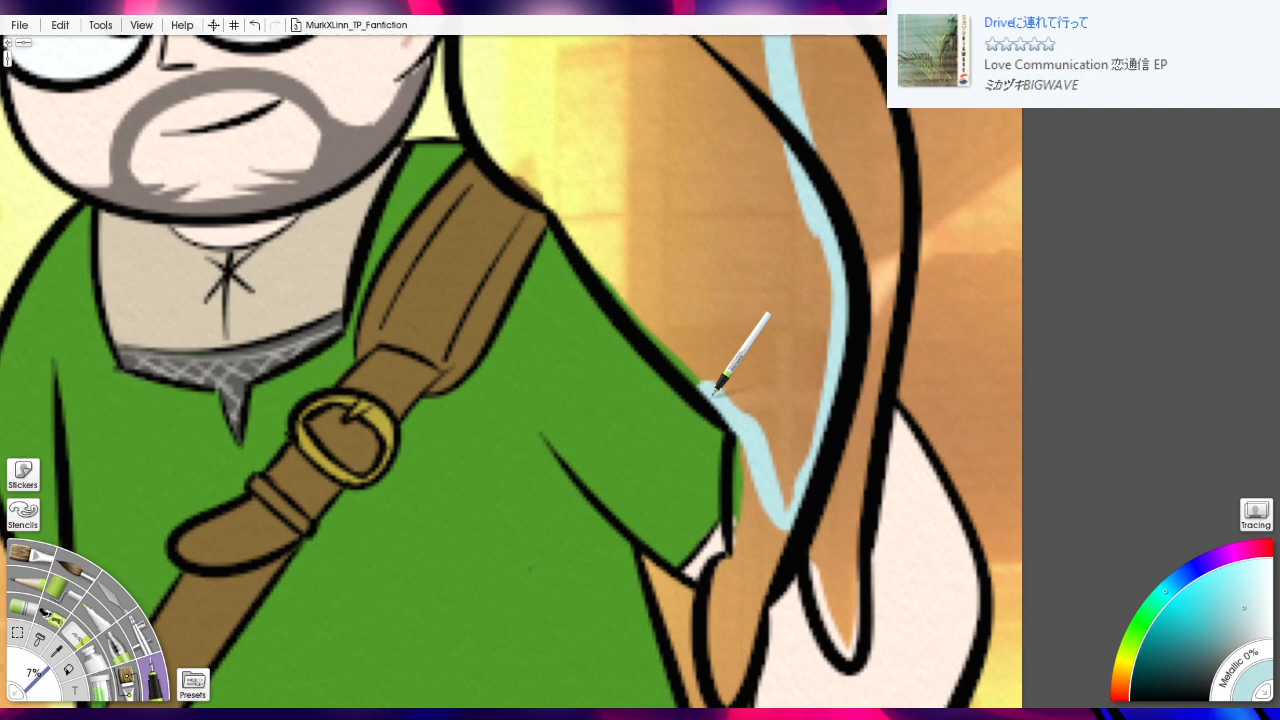 File Edit Tools View Help 3 MurkXLinn_TP_Fanfiction
Driveに連れて行って
Love Communication 恋通信 EP
ミカヅキBIGWAVE
Stickers
Stencils
7%
T
Presets
Tracing
Metallic 0%